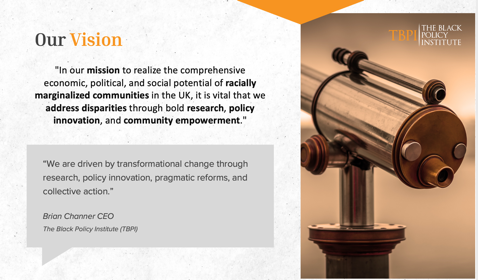 Our Vision
TBPI THE BLACK
POLICY
INSTITUTE
"In our mission to realize the comprehensive
economic, political, and social potential of racially
marginalized communities in the UK, it is vital that we
address disparities through bold research, policy
innovation, and community empowerment."
“We are driven by transformational change through
research, policy innovation, pragmatic reforms, and
collective action.”
Brian Channer CEO
The Black Policy Institute (TBPI)